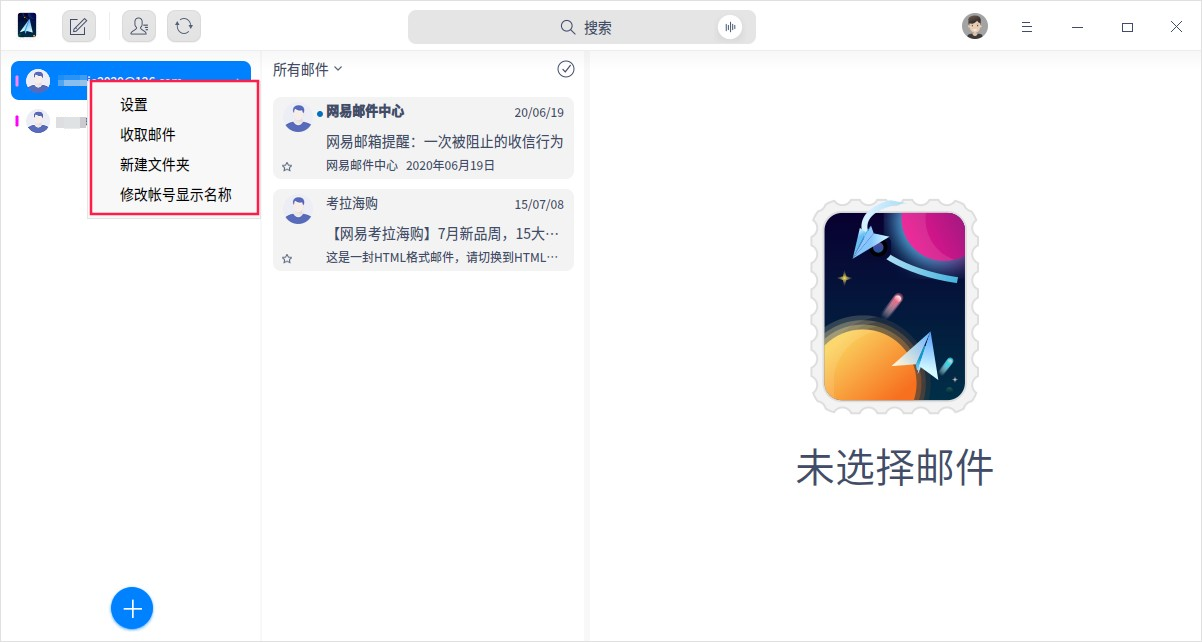 搜索
设置
收取邮件
新建文件夹
修改帐号显示名称
所有邮件
网易邮件中心
20/06/19
网易邮箱提醒：一次被阻止的收信行为
网易邮件中心 2020年06月19日
考拉海购
15/07/08
【网易考拉海购】7月新品周，15大…
这是一封HTML格式邮件，请切换到HTML…
未选择邮件